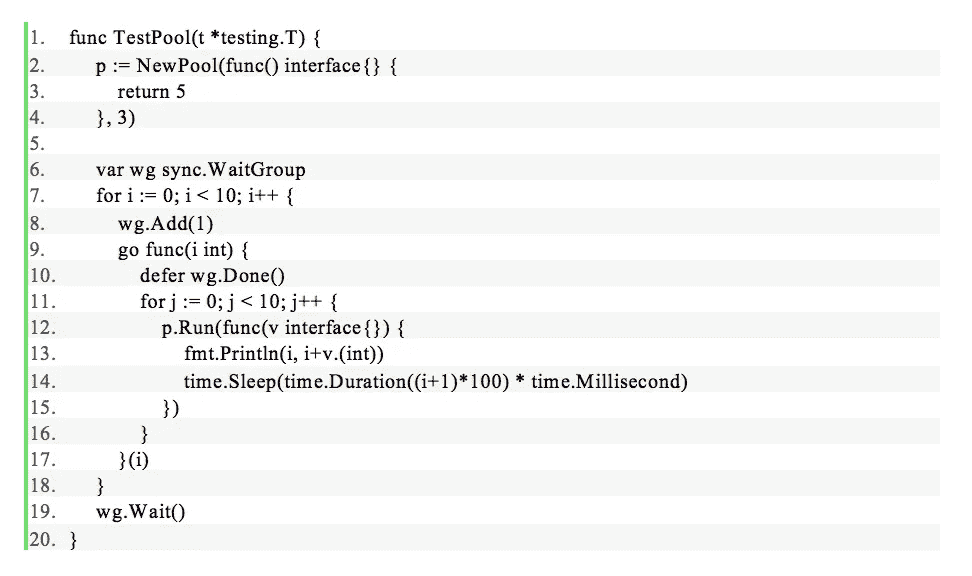 1. func TestPool(t *testing.T) {
2. p := NewPool(func() interface{} {
3. return 5
4. }, 3)
5.
6. var wg sync.WaitGroup
7. for i := 0; i < 10; i++ {
8. wg.Add(1)
9. go func(i int) {
10. defer wg.Done()
11. for j := 0; j < 10; j++ {
12. p.Run(func(v interface{}) {
13. fmt.Println(i, i+v.(int))
14. time.Sleep(time.Duration((i+1)*100) * time.Millisecond)
15. })
16. }
17. }(i)
18. }
19. wg.Wait()
20. }